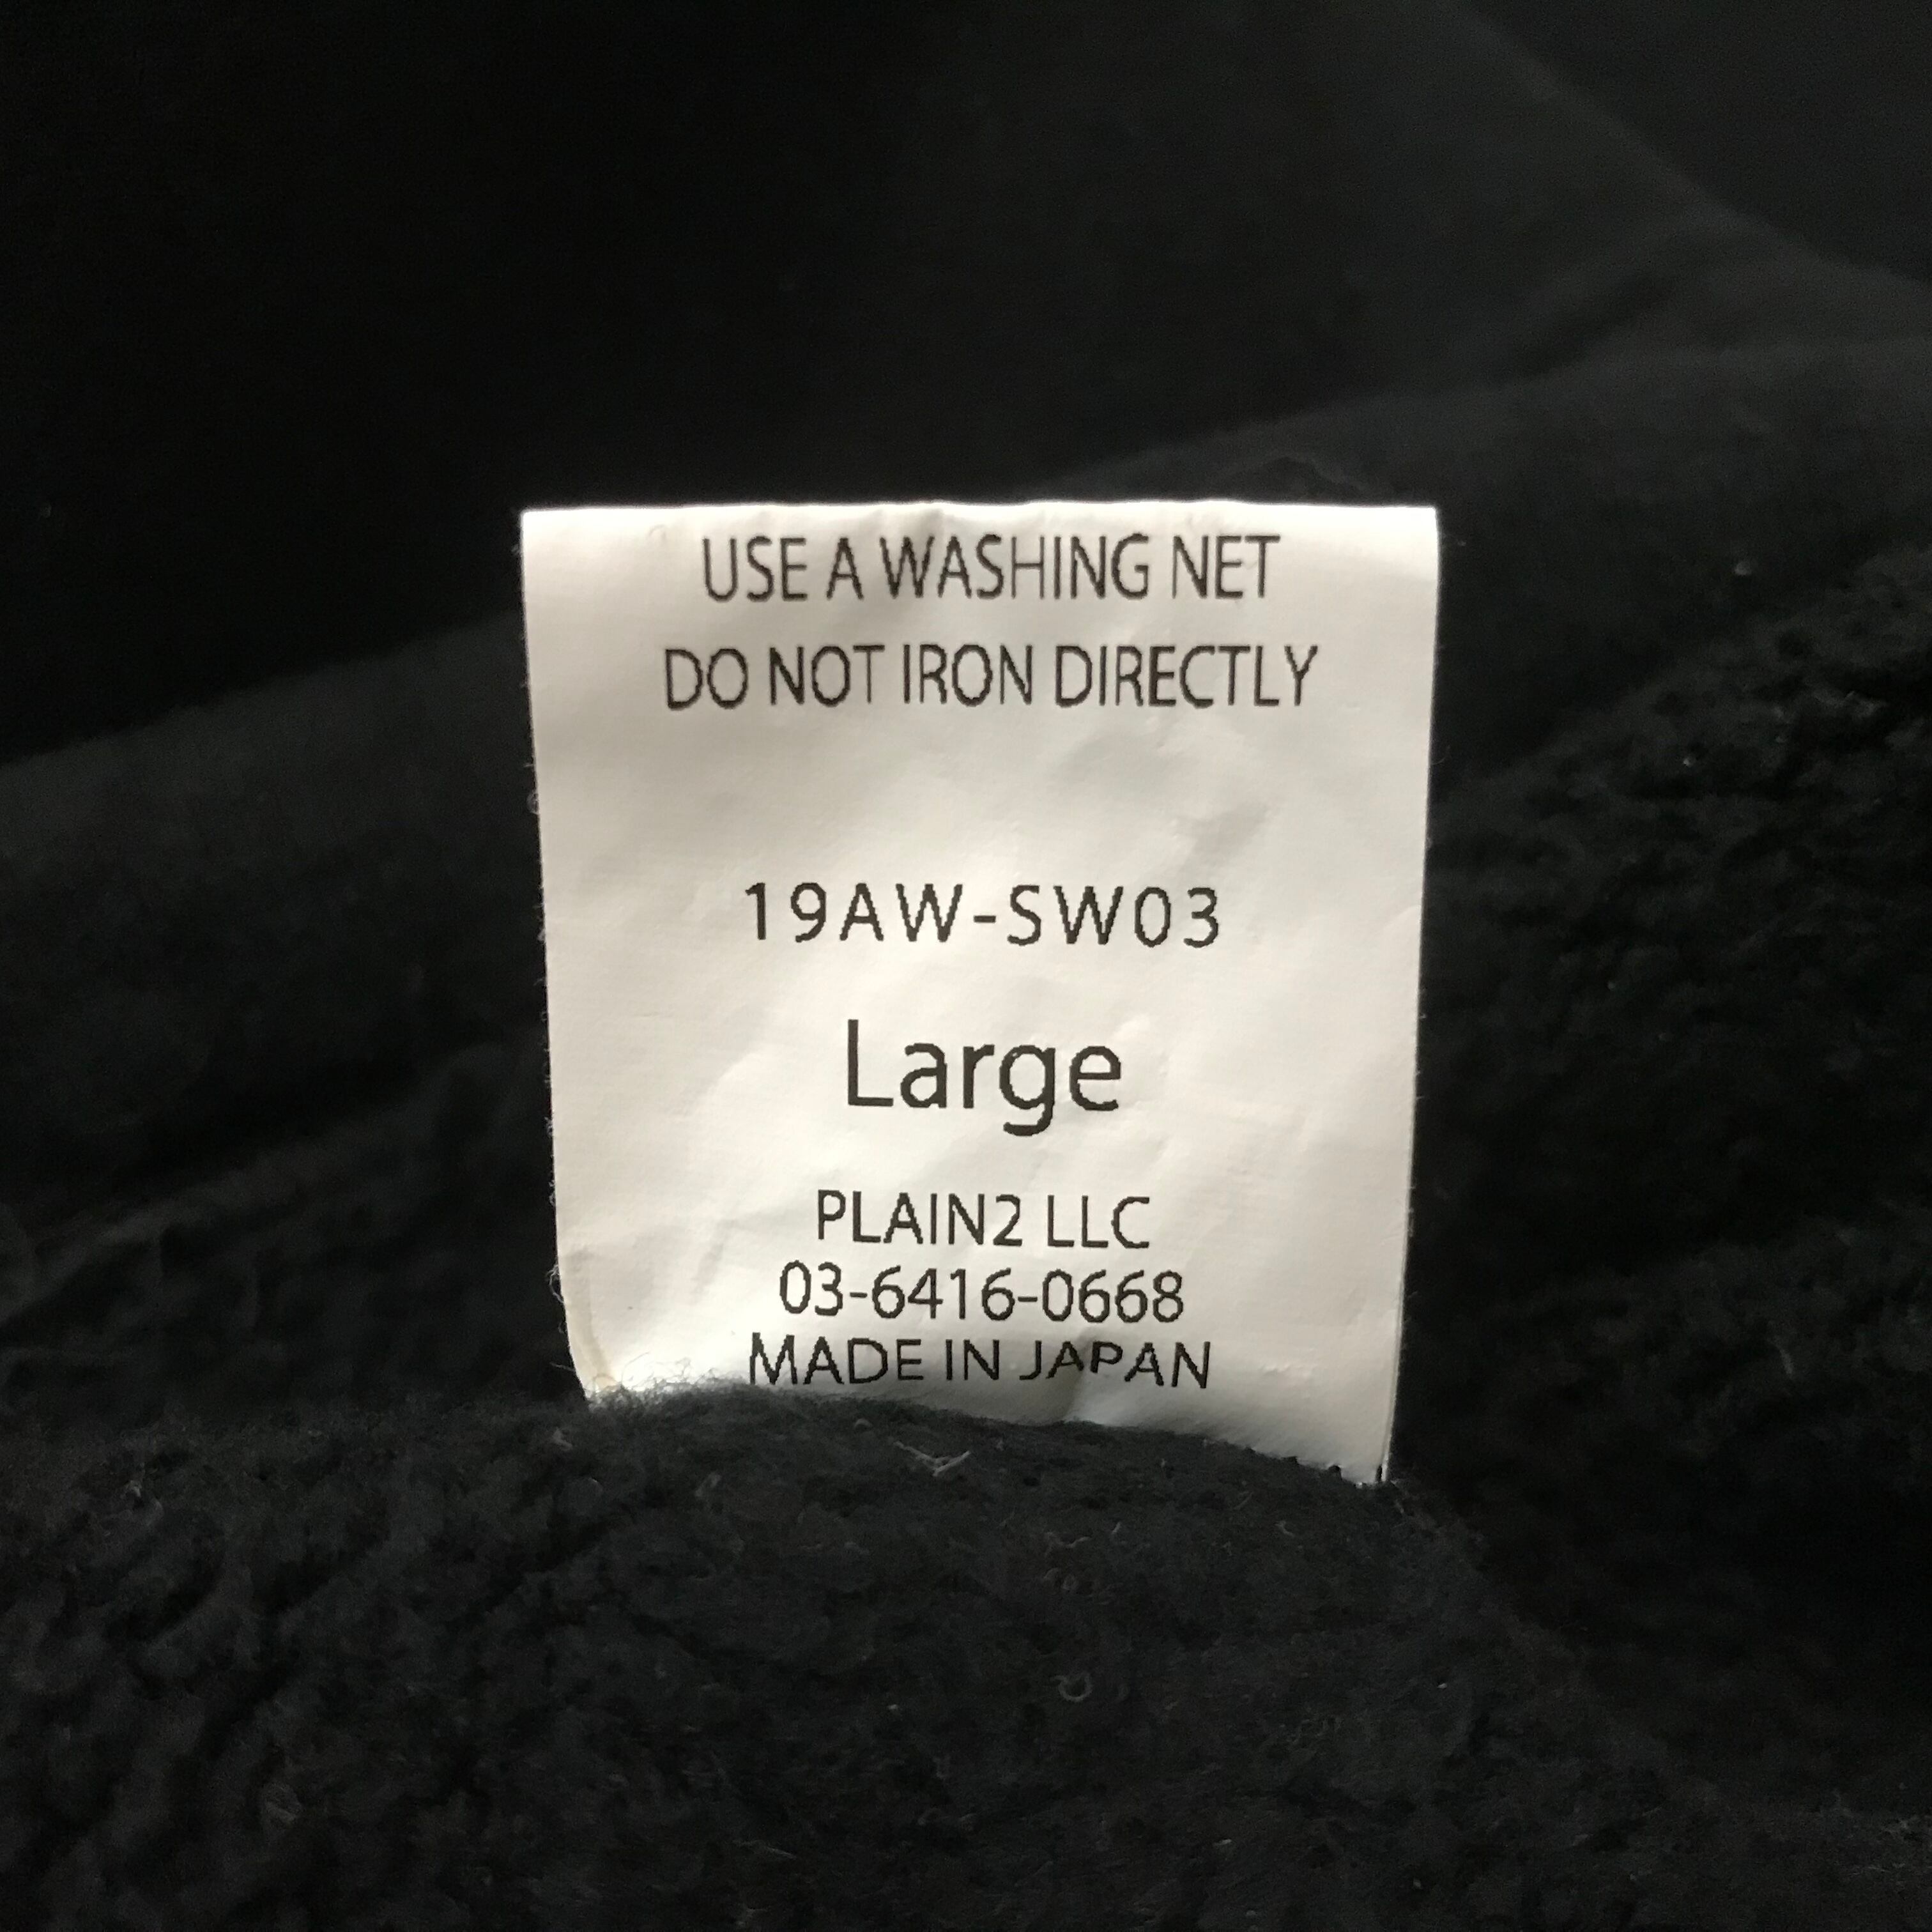 USE A WASHING NET
DO NOT IRON DIRECTLY
19AW-SW03
Large
PLAIN2 LLC
03-6416-0668
MADE IN JAPAN